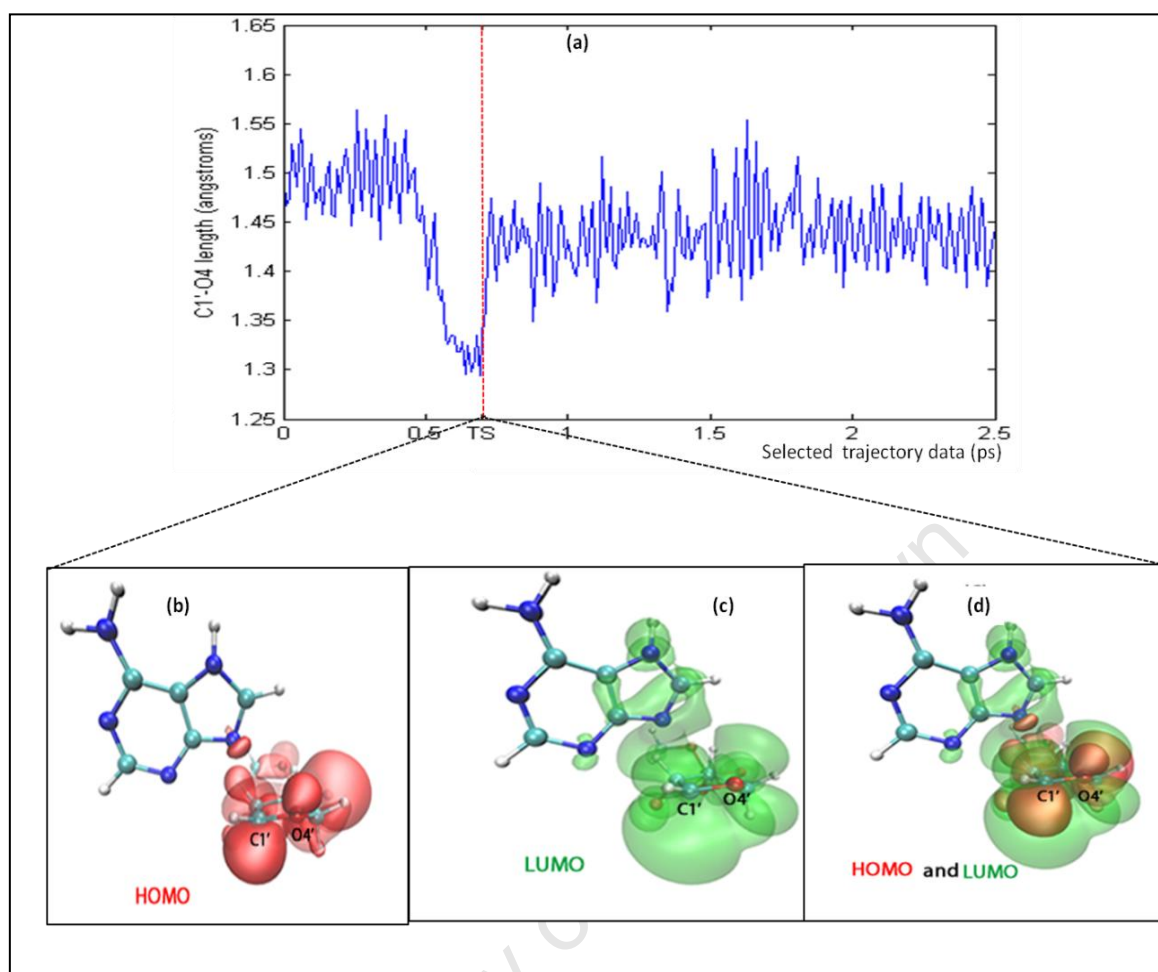 (a)
1.65
1.6
1.55
1.5
1.45
1.4
1.35
1.3
1.25
C1'-O4 length (angstroms)
0 0.5 TS 1 1.5 2 2.5
Selected trajectory data (ps)
(b)
C1' O4'
HOMO
(c)
C1' O4'
LUMO
(d)
C1' O4'
HOMO and LUMO